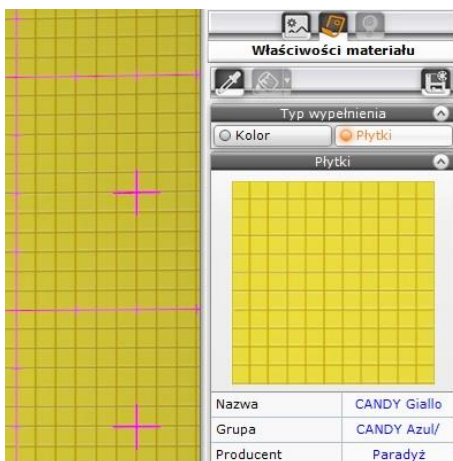 Właściwości materiału
Typ wypełnienia
Kolor Płytki
Płytki
Nazwa CANDY Giallo
Grupa CANDY Azul/
Producent Paradyż